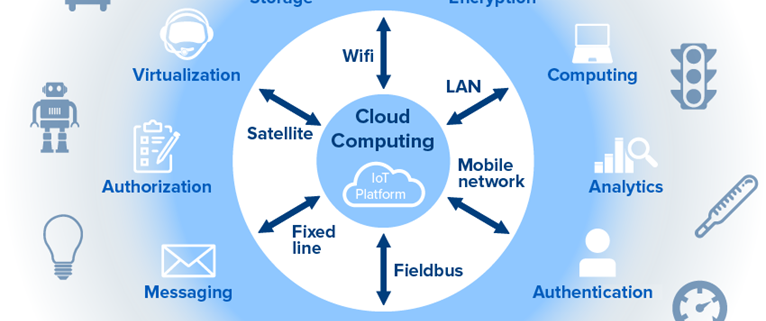 Storage
Encryption
Wifi
Virtualization
Computing
LAN
Cloud
Computing
Satellite
Mobile
network
IoT
Platform
Authorization
Analytics
Fixed
line
Fieldbus
Messaging
Authentication